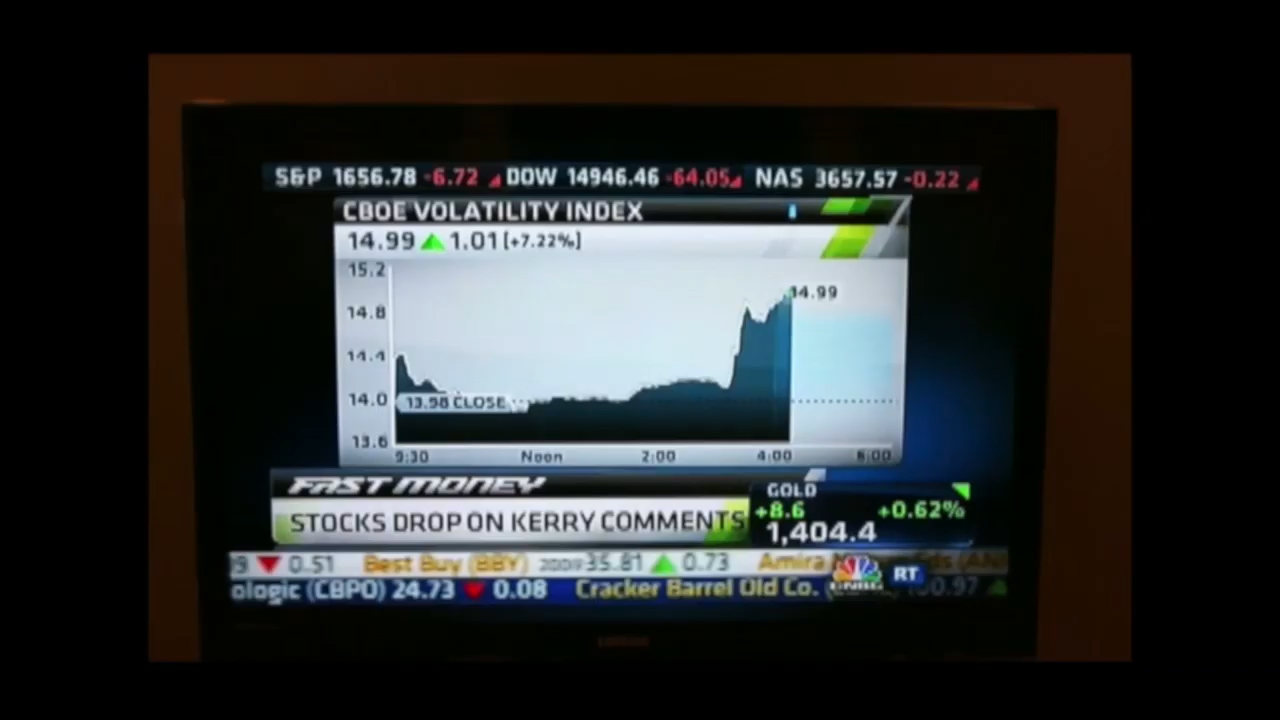 S&P 1656.78 -6.72 DOW 14946.46 -64.05 NAS 3657.57 -0.22
CBOE VOLATILITY INDEX
14.99 1.01 [+7.22%]
15.2
14.99
14.8
14.4
14.0
13.98 CLOSE
13.6
9:30 Noon 2:00 4:00 6:00
FAST MONEY
GOLD
+8.6 +0.62%
STOCKS DROP ON KERRY COMMENTS
1,404.4
9 0.51 Best Buy (BBY) 35.81 0.73 Amira
CNBC RT
ologic (CBPO) 24.73 0.08 Cracker Barrel Old Co.